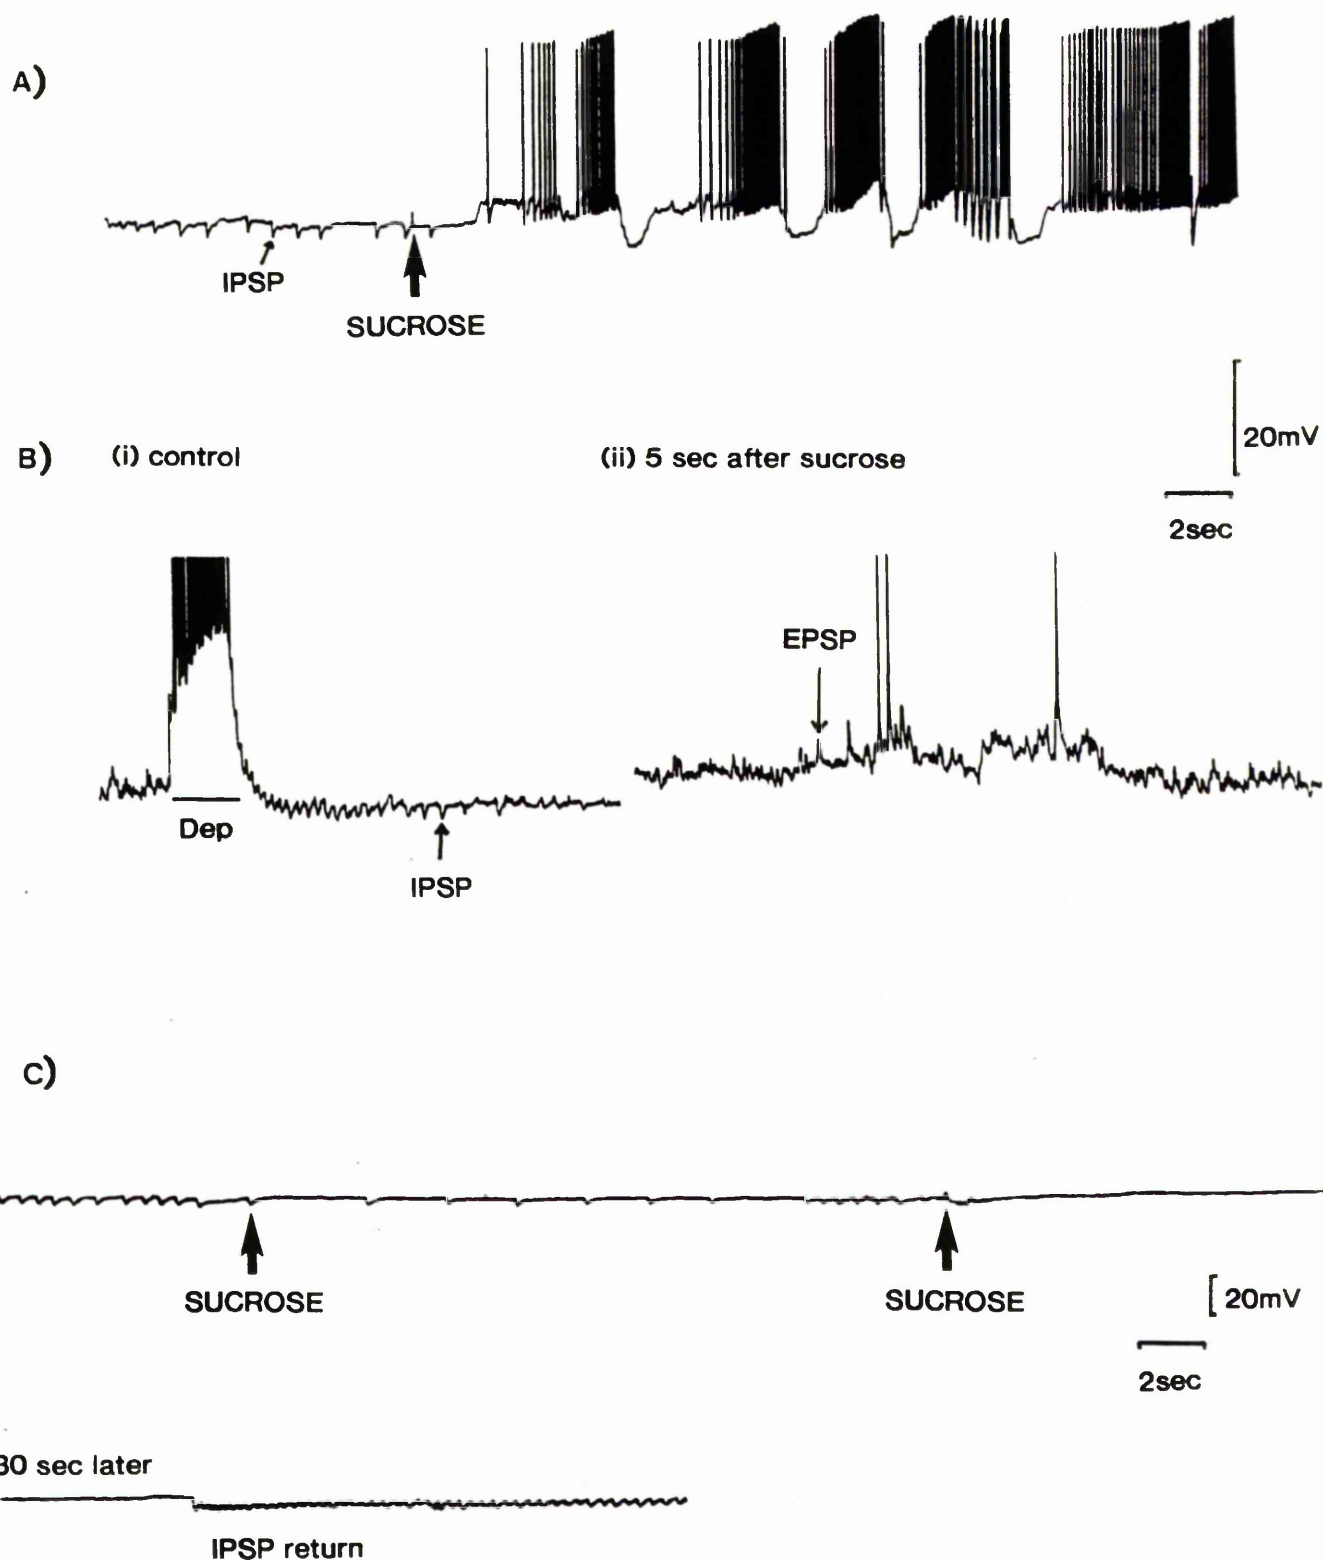 A)
IPSP
SUCROSE
20mV
2sec
B) (i) control (ii) 5 sec after sucrose
EPSP
Dep
IPSP
C)
SUCROSE SUCROSE
20mV
2sec
30 sec later
IPSP return